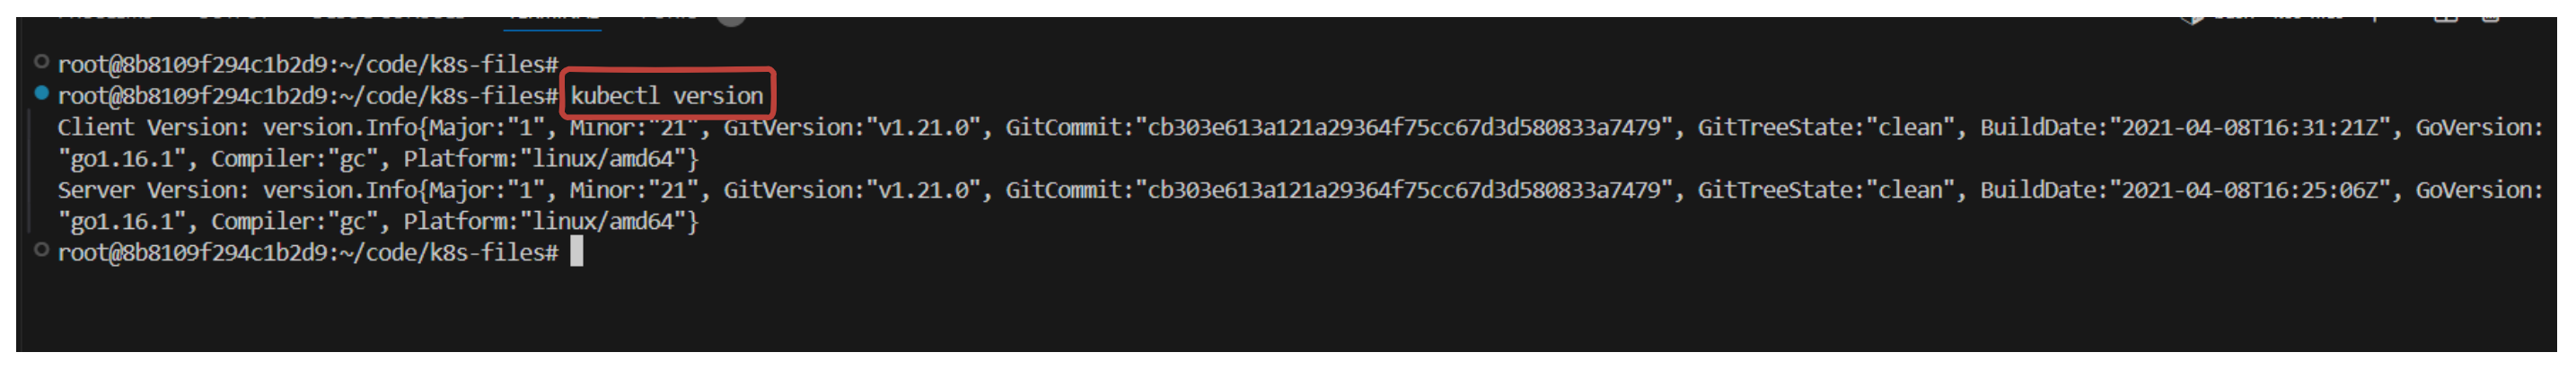 root@8b8109f294c1b2d9:~/code/k8s-files#
root@8b8109f294c1b2d9:~/code/k8s-files# kubectl version
Client Version: version.Info{Major:"1", Minor:"21", GitVersion:"v1.21.0", GitCommit:"cb303e613a121a29364f75cc67d3d580833a7479", GitTreeState:"clean", BuildDate:"2021-04-08T16:31:21Z", GoVersion:
"go1.16.1", Compiler:"gc", Platform:"linux/amd64"}
Server Version: version.Info{Major:"1", Minor:"21", GitVersion:"v1.21.0", GitCommit:"cb303e613a121a29364f75cc67d3d580833a7479", GitTreeState:"clean", BuildDate:"2021-04-08T16:25:06Z", GoVersion:
"go1.16.1", Compiler:"gc", Platform:"linux/amd64"}
root@8b8109f294c1b2d9:~/code/k8s-files#